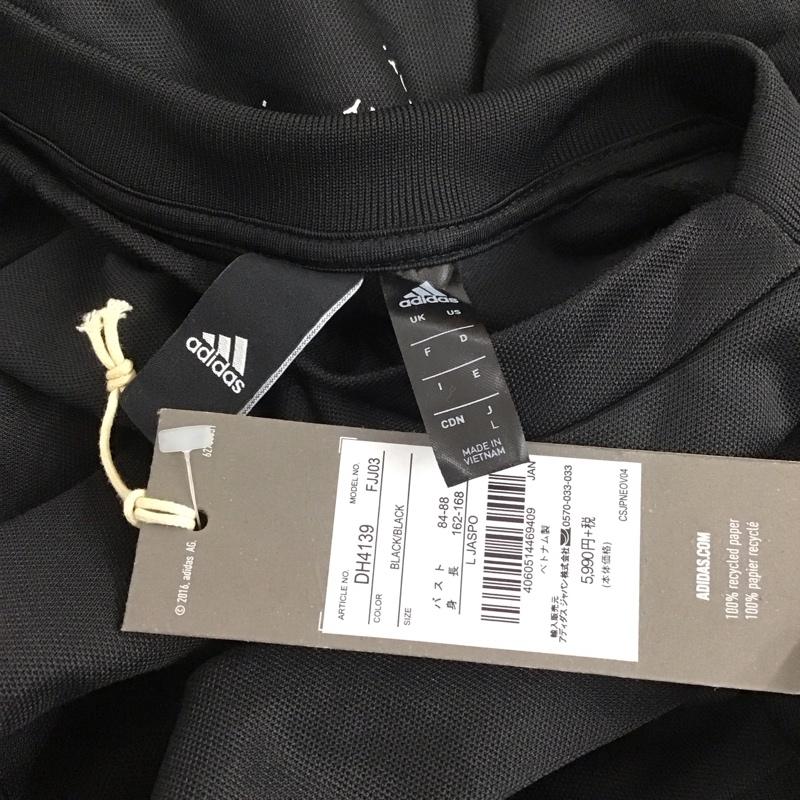 adidas
adidas
UK US
F D
I E
CDN J
L
MADE IN
VIETNAM
© 2016, adidas AG.
ARTICLE NO.
DH4139
MODEL NO.
FJJ03
COLOR
BLACK/BLACK
SIZE
バスト 84-88
身長 162-168
L JASPO
JAN
4060514469409
ベトナム製
輸入販売元
アディダス ジャパン株式会社 0570-033-033
5,990円+税
(本体価格)
CSJPNEOV04
ADIDAS.COM
100% recycled paper
100% papier recyclé